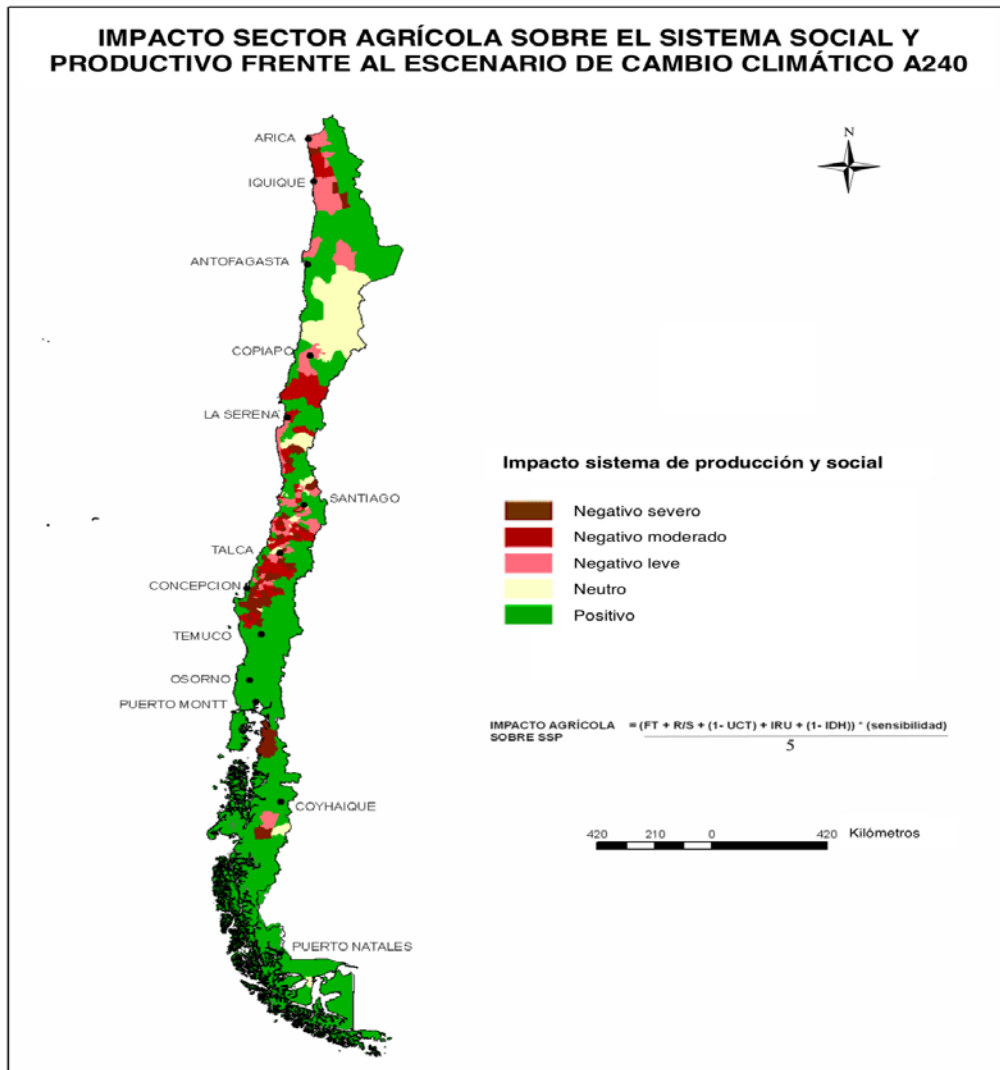 IMPACTO SECTOR AGRÍCOLA SOBRE EL SISTEMA SOCIAL Y
PRODUCTIVO FRENTE AL ESCENARIO DE CAMBIO CLIMÁTICO A240
N
ARICA
IQUIQUE
ANTOFAGASTA
COPIAPO
LA SERENA
SANTIAGO
TALCA
CONCEPCION
TEMUCO
OSORNO
PUERTO MONTT
COYHAIQUE
PUERTO NATALES
Impacto sistema de producción y social
Negativo severo
Negativo moderado
Negativo leve
Neutro
Positivo
IMPACTO AGRÍCOLA = (FT + R/S + (1- UCT) + IRU + (1- IDH)) * (sensibilidad)
SOBRE SSP
5
420 210 0 420 Kilómetros